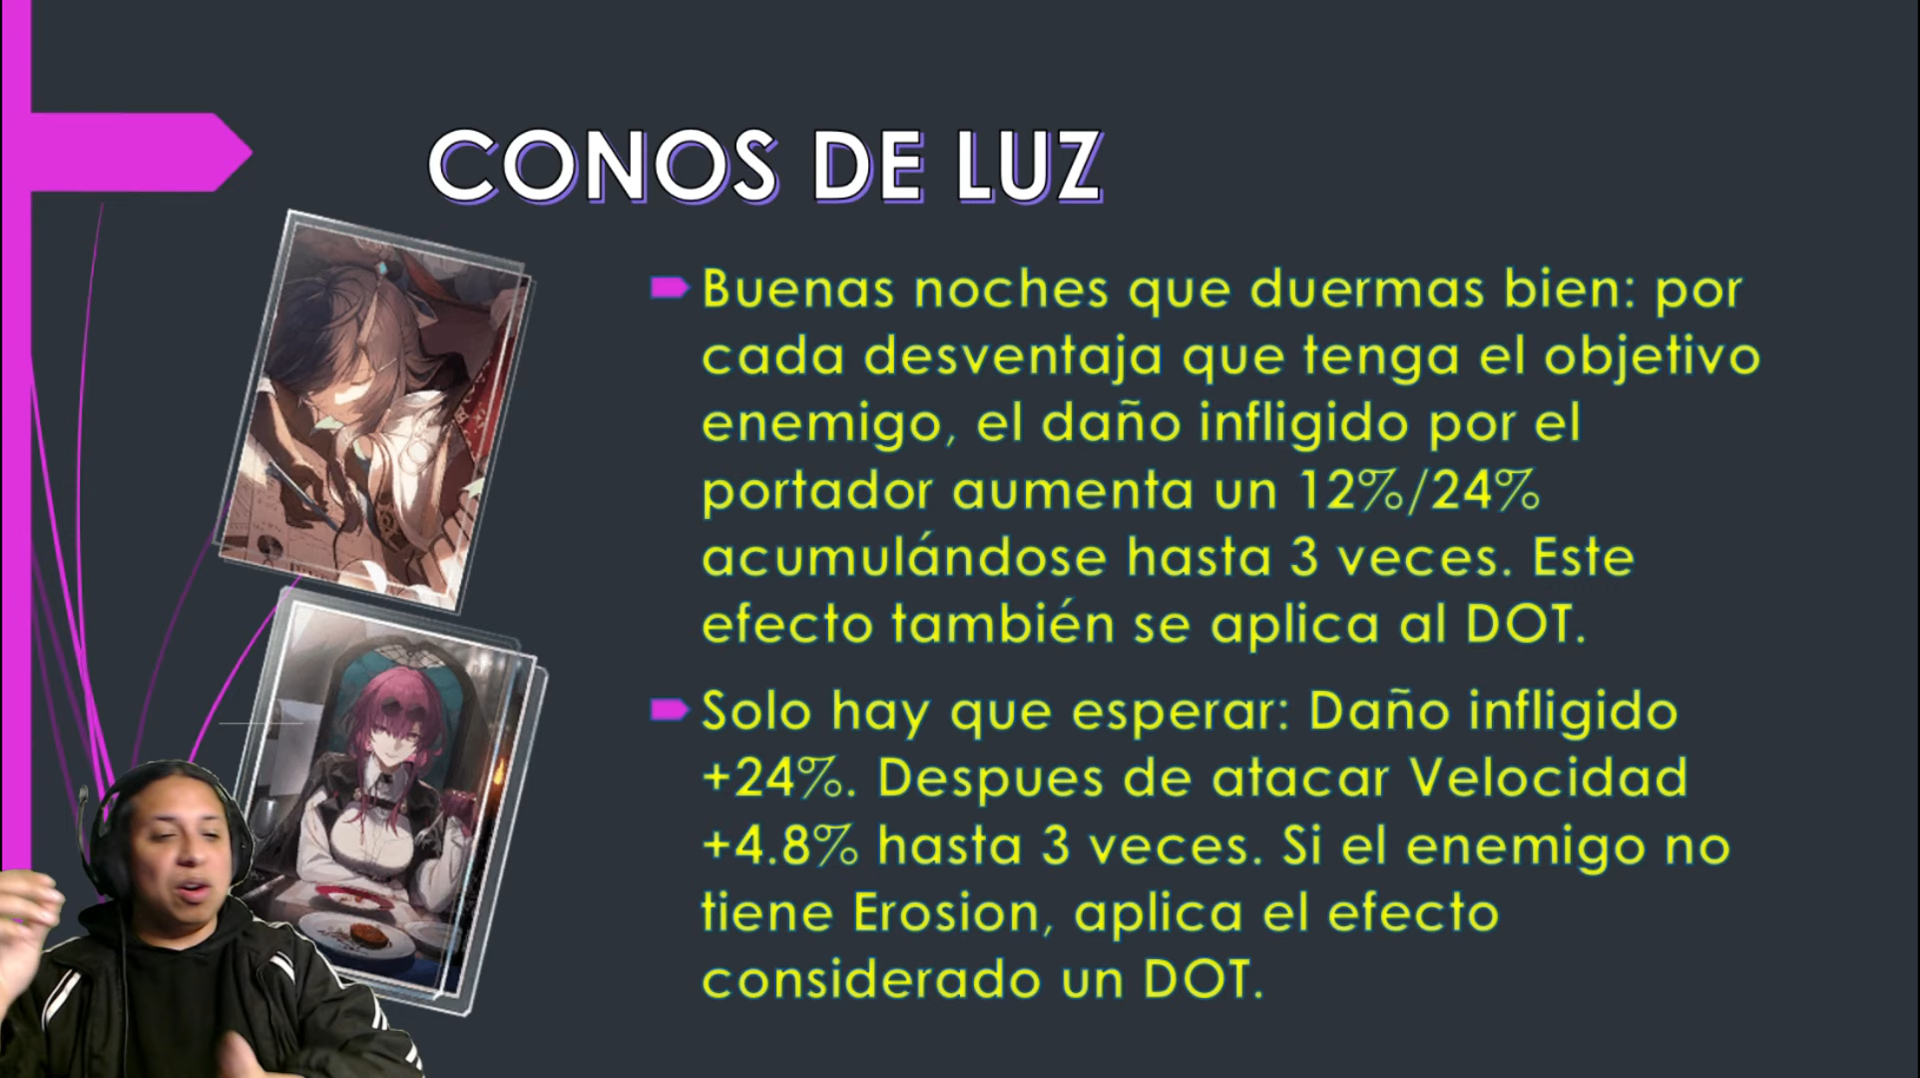 CONOS DE LUZ
Buenas noches que duermas bien: por
cada desventaja que tenga el objetivo
enemigo, el daño infligido por el
portador aumenta un 12%/24%
acumulándose hasta 3 veces. Este
efecto también se aplica al DOT.
Solo hay que esperar: Daño infligido
+24%. Despues de atacar Velocidad
+4.8% hasta 3 veces. Si el enemigo no
tiene Erosion, aplica el efecto
considerado un DOT.